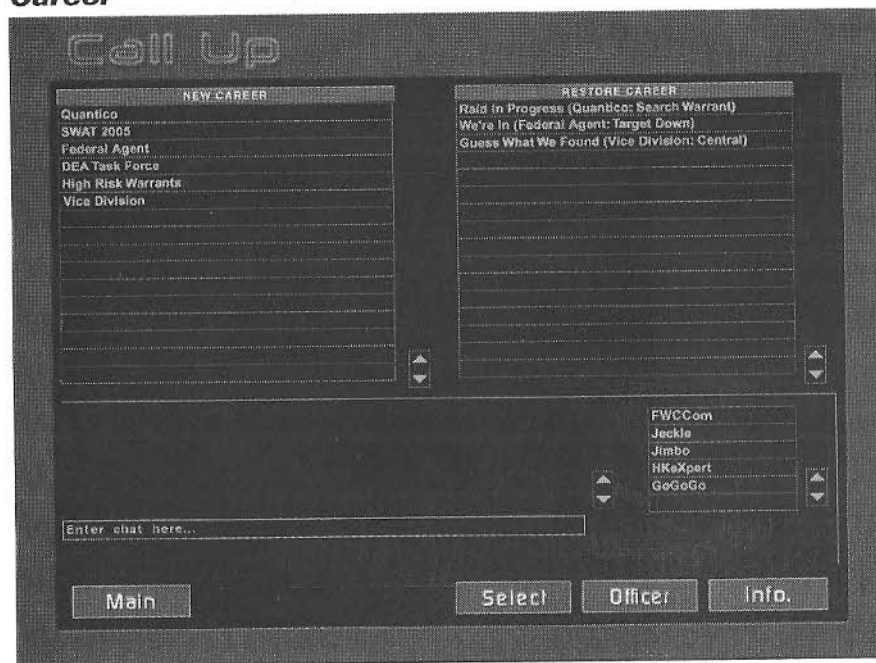 Career
Call Up
NEW CAREER
Quantico
SWAT 2005
Federal Agent
DEA Task Force
High Risk Warrants
Vice Division
RESTORE CAREER
Raid In Progress (Quantico: Search Warrant)
We're In (Federal Agent: Target Down)
Guess What We Found (Vice Division: Central)
FWCCom
Jeckle
Jimbo
HKeXpert
GoGoGo
Enter chat here...
Main
Select
Officer
Info.